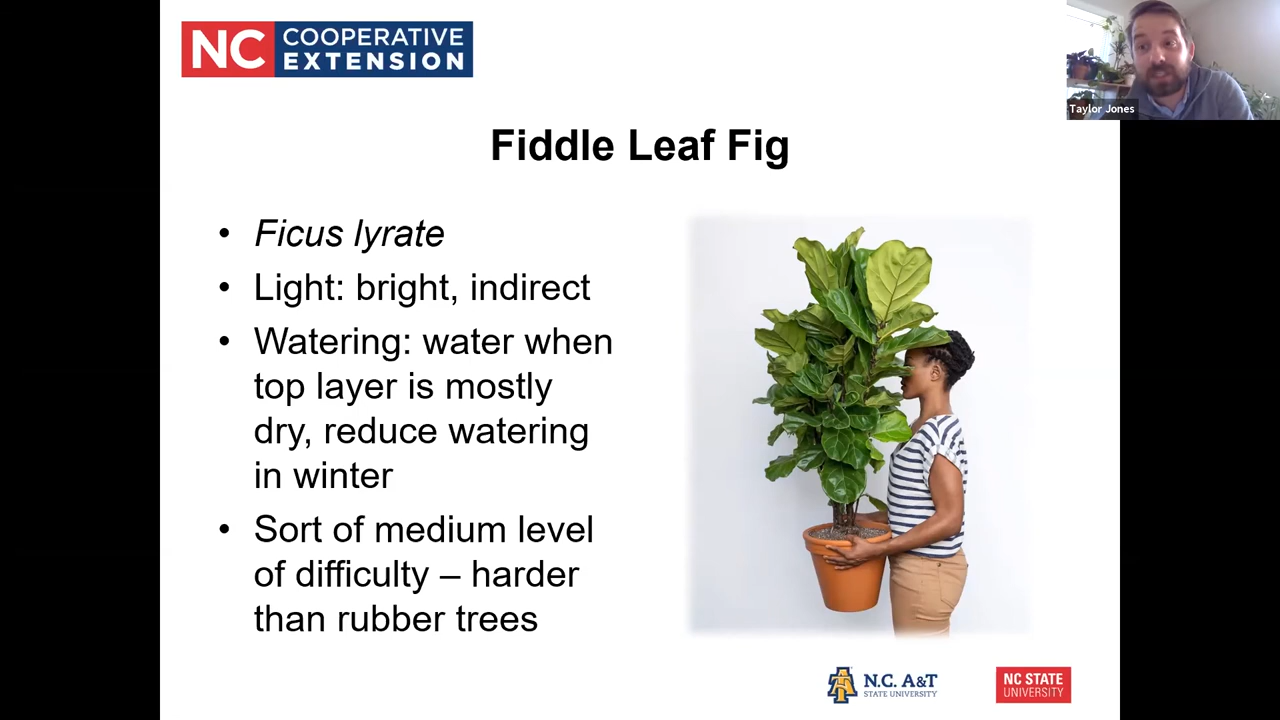 NC COOPERATIVE
EXTENSION
Taylor Jones
Fiddle Leaf Fig
• Ficus lyrate
• Light: bright, indirect
• Watering: water when
top layer is mostly
dry, reduce watering
in winter
• Sort of medium level
of difficulty – harder
than rubber trees
N.C. A&T
STATE UNIVERSITY
NC STATE
UNIVERSITY